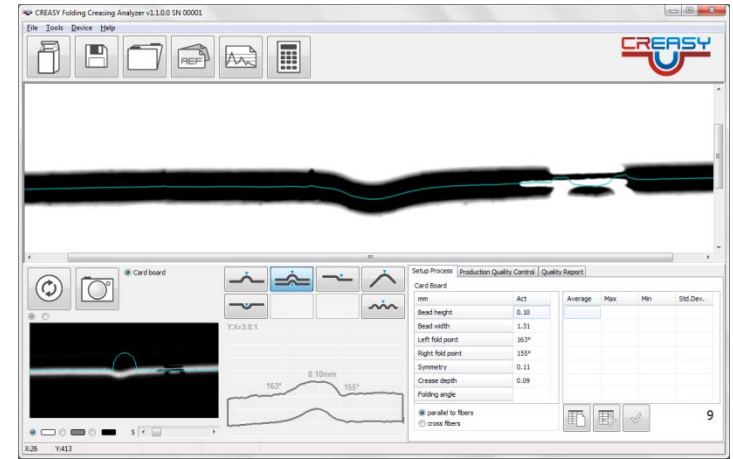 CREASY Folding Creasing Analyzer v1.1.0.0 SN 00001
File Tools Device Help
REF
CREASY
Card board
Y:X=3.0:1
0.10mm
163° 155°
S
Setup Process Production Quality Control Quality Report
Card Board
mm Act Average Max Min Std.Dev.
Bead height 0.10
Bead width 1.31
Left fold point 163°
Right fold point 155°
Symmetry 0.11
Crease depth 0.09
Folding angle
parallel to fibers
cross fibers
9
X:26 Y:413